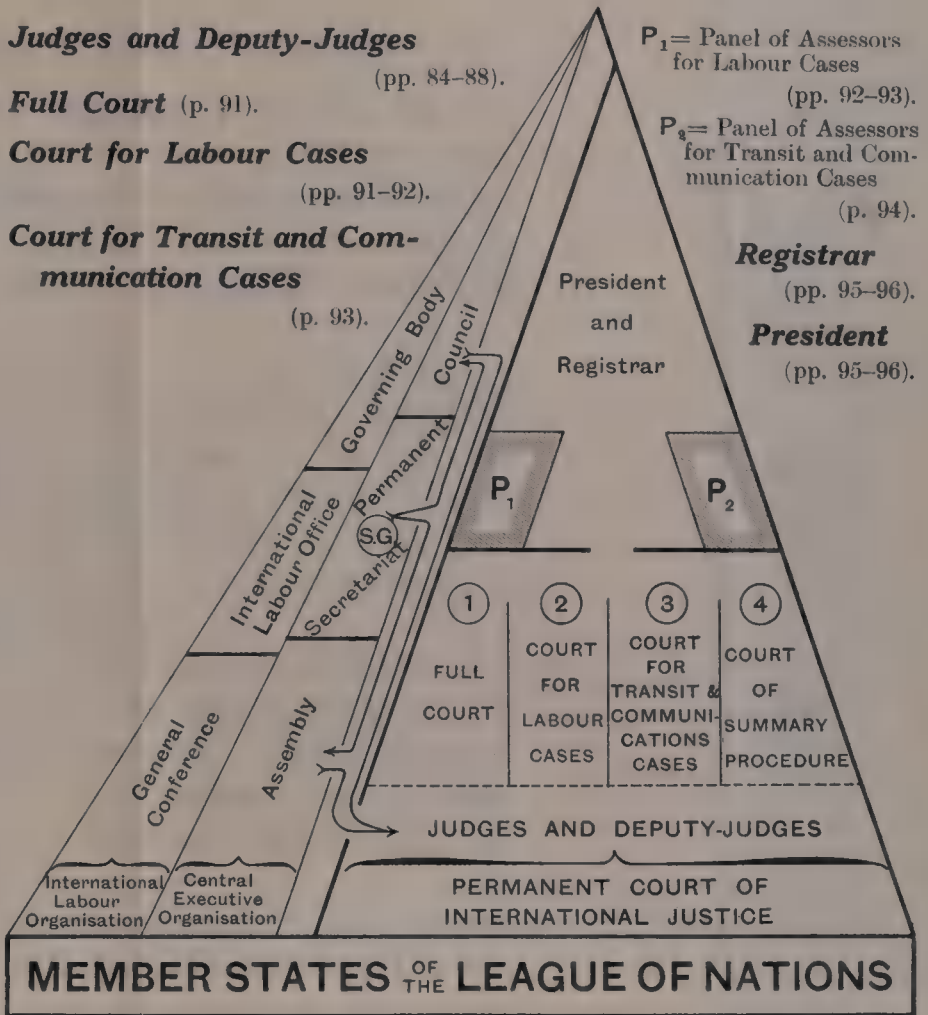 Judges and Deputy-Judges
(pp. 84–88).
Full Court (p. 91).
Court for Labour Cases
(pp. 91–92).
Court for Transit and Com-
munication Cases
(p. 93).
P₁= Panel of Assessors
for Labour Cases
(pp. 92–93).
P₂= Panel of Assessors
for Transit and Com-
munication Cases
(p. 94).
Registrar
(pp. 95–96).
President
(pp. 95–96).
Governing Body
International
Labour Office
General
Conference
International
Labour
Organisation
Council
Permanent
S.G.
Secretariat
Assembly
Central
Executive
Organisation
President
and
Registrar
P₁
P₂
1
FULL
COURT
2
COURT
FOR
LABOUR
CASES
3
COURT
FOR
TRANSIT &
COMMUNI-
CATIONS
CASES
4
COURT
OF
SUMMARY
PROCEDURE
JUDGES AND DEPUTY-JUDGES
PERMANENT COURT OF
INTERNATIONAL JUSTICE
MEMBER STATES OF THE LEAGUE OF NATIONS